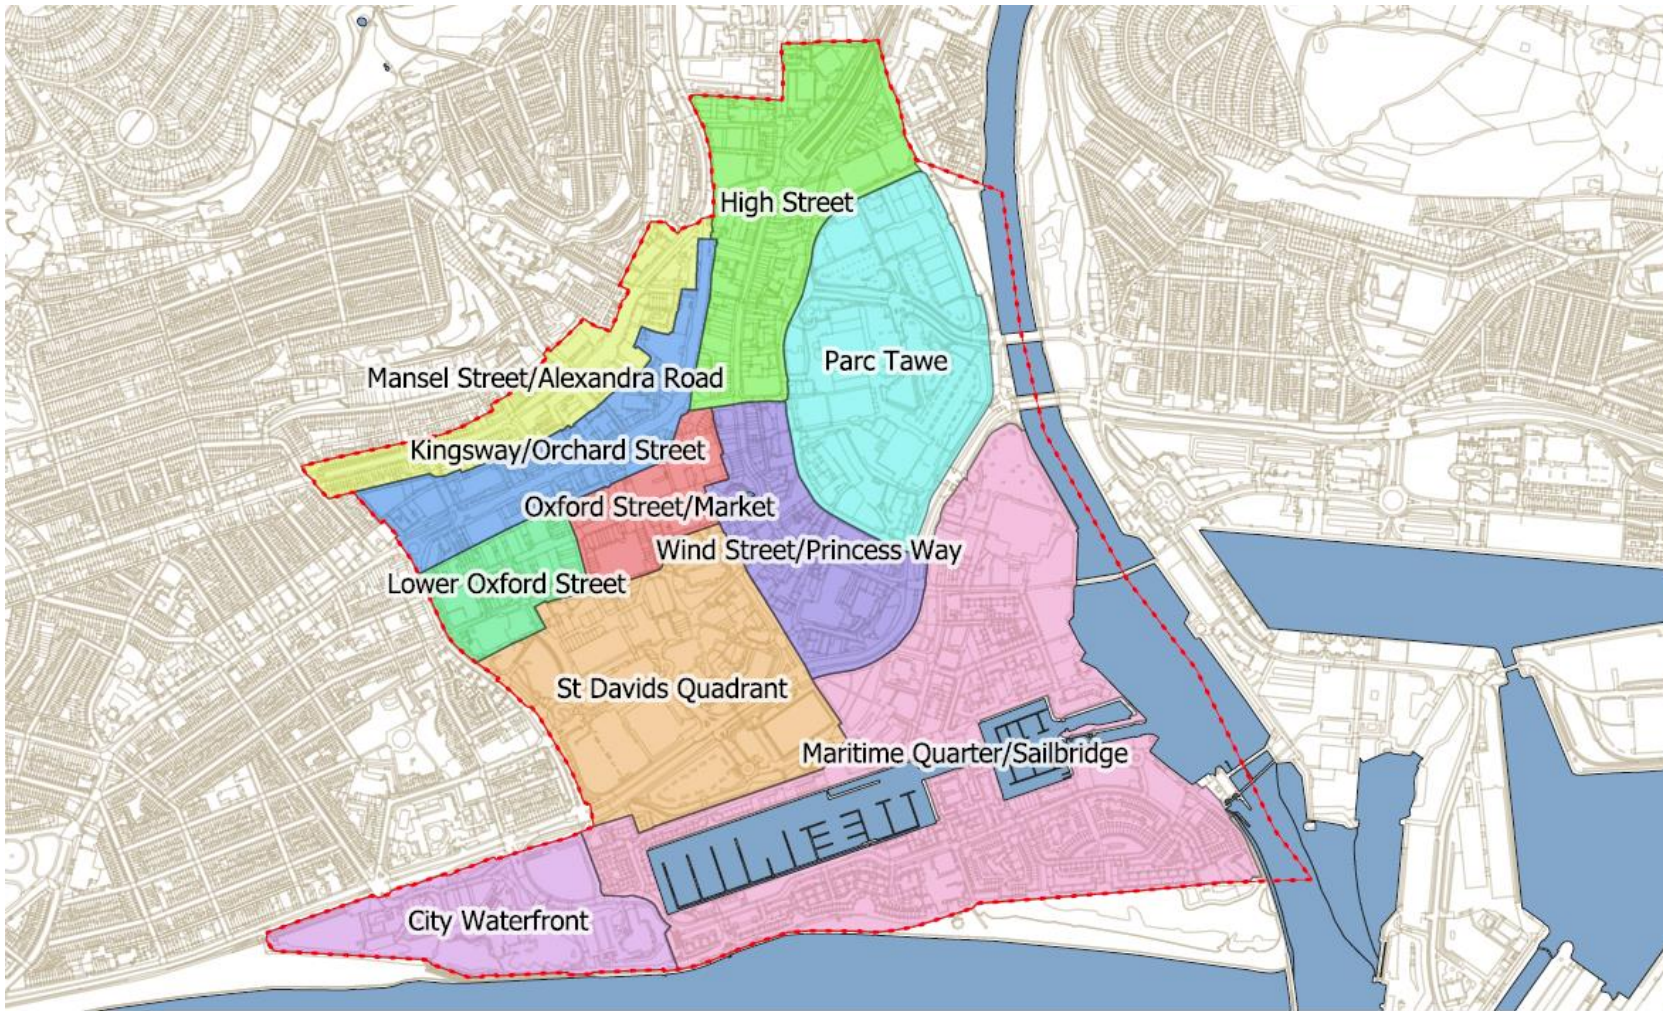 High Street
Parc Tawe
Mansel Street/Alexandra Road
Kingsway/Orchard Street
Oxford Street/Market
Wind Street/Princess Way
Lower Oxford Street
St Davids Quadrant
Maritime Quarter/Sailbridge
City Waterfront